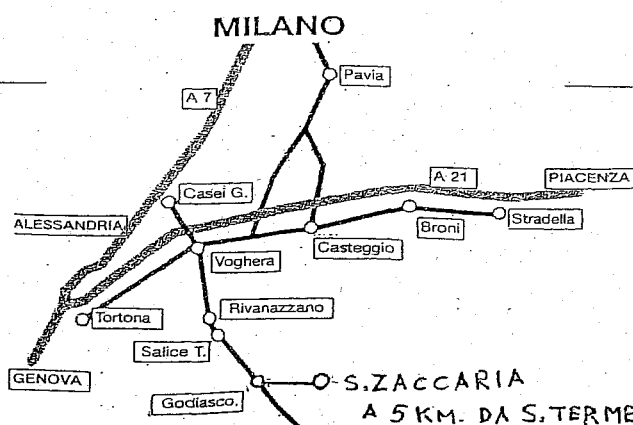 MILANO
Pavia
A 7
A 21
PIACENZA
Casei G.
ALESSANDRIA
Broni
Stradella
Voghera
Casteggio
Tortona
Rivanazzano
Salice T.
GENOVA
Godiasco.
S. ZACCARIA
A 5 KM. DA S. TERME